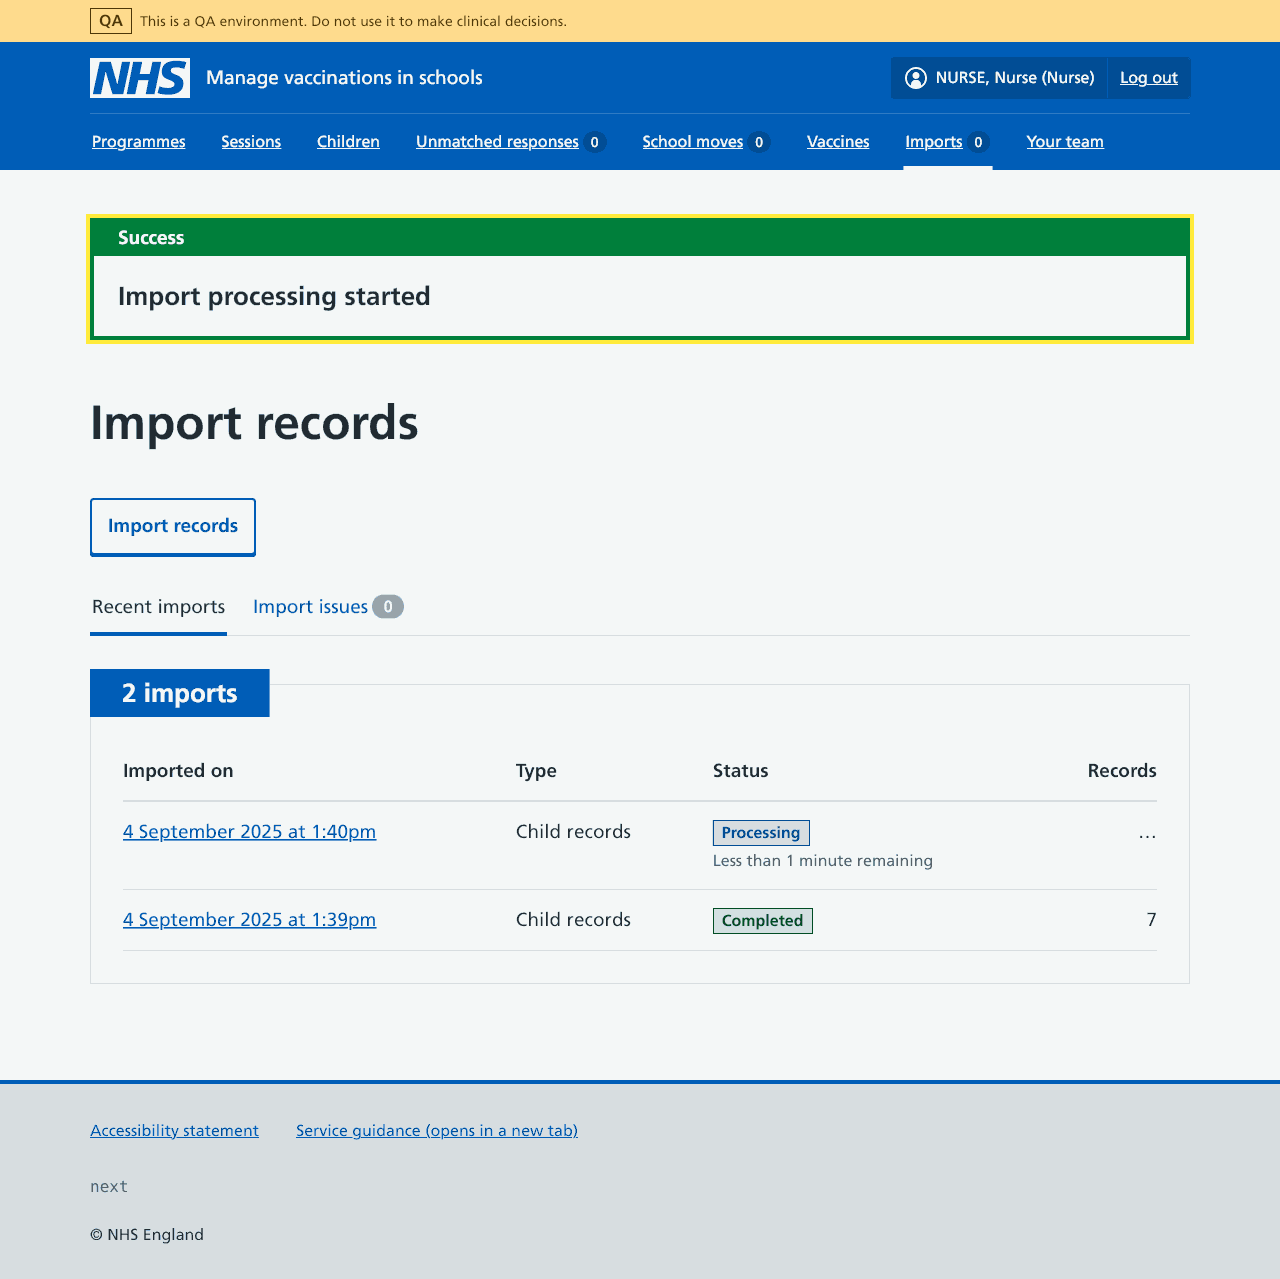 QA This is a QA environment. Do not use it to make clinical decisions.
NHS Manage vaccinations in schools NURSE, Nurse (Nurse) Log out
Programmes Sessions Children Unmatched responses 0 School moves 0 Vaccines Imports 0 Your team
Success
Import processing started
Import records
Import records
Recent imports Import issues 0
2 imports
Imported on Type Status Records
4 September 2025 at 1:40pm Child records Processing ...
Less than 1 minute remaining
4 September 2025 at 1:39pm Child records Completed 7
Accessibility statement Service guidance (opens in a new tab)
next
© NHS England